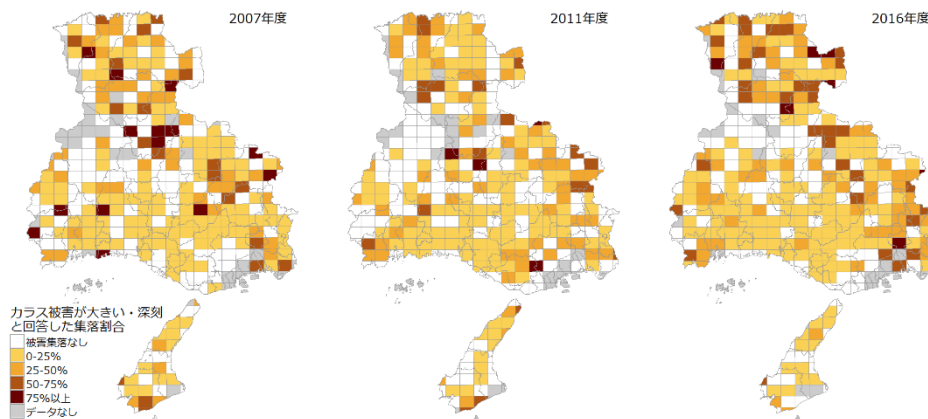 2007年度
2011年度
2016年度
カラス被害が大きい・深刻
と回答した集落割合
被害集落なし
0-25%
25-50%
50-75%
75%以上
データなし